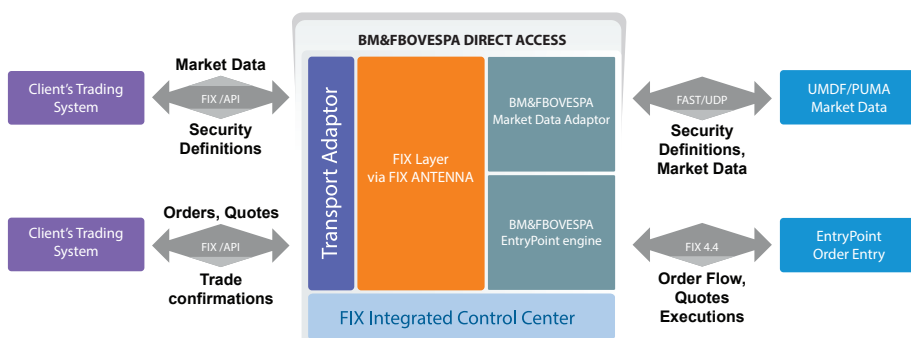 BM&FBOVESPA DIRECT ACCESS
Market Data
Client's Trading
System
FIX /API
Security
Definitions
Orders, Quotes
Client's Trading
System
FIX /API
Trade
confirmations
Transport Adaptor
FIX Layer
via FIX ANTENNA
BM&FBOVESPA
Market Data Adaptor
BM&FBOVESPA
EntryPoint engine
FIX Integrated Control Center
FAST/UDP
Security
Definitions,
Market Data
UMDF/PUMA
Market Data
FIX 4.4
Order Flow,
Quotes
Executions
EntryPoint
Order Entry